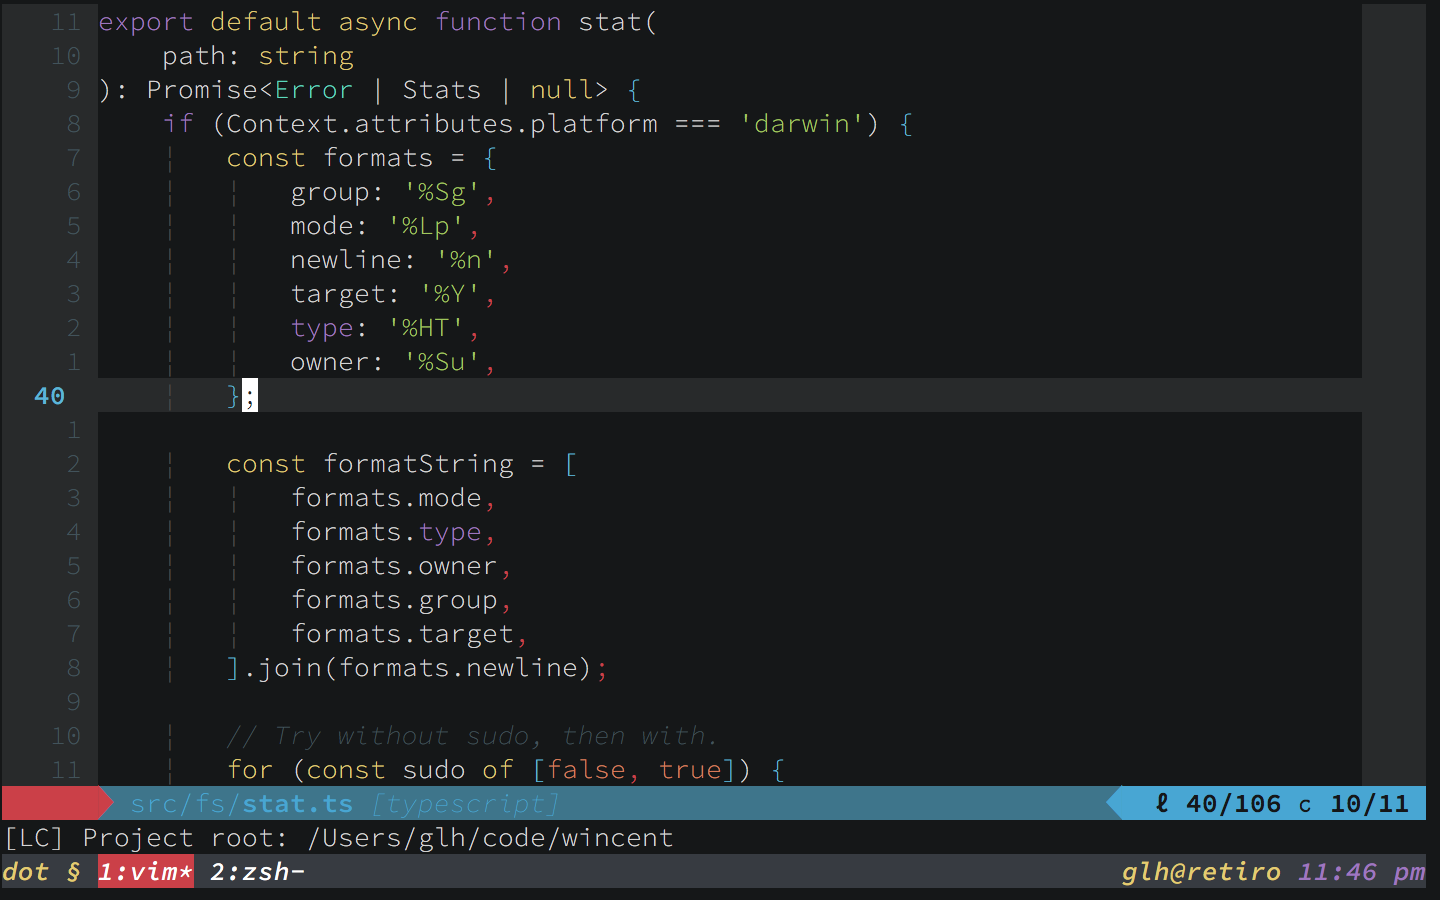 11 export default async function stat(
10     path: string
9 ): Promise<Error | Stats | null> {
8     if (Context.attributes.platform === 'darwin') {
7     ¦   const formats = {
6     ¦   ¦   group: '%Sg',
5     ¦   ¦   mode: '%Lp',
4     ¦   ¦   newline: '%n',
3     ¦   ¦   target: '%Y',
2     ¦   ¦   type: '%HT',
1     ¦   ¦   owner: '%Su',
40     ¦   };
1
2     ¦   const formatString = [
3     ¦   ¦   formats.mode,
4     ¦   ¦   formats.type,
5     ¦   ¦   formats.owner,
6     ¦   ¦   formats.group,
7     ¦   ¦   formats.target,
8     ¦   ].join(formats.newline);
9
10     ¦   // Try without sudo, then with.
11     ¦   for (const sudo of [false, true]) {
src/fs/stat.ts [typescript] ℓ 40/106 c 10/11
[LC] Project root: /Users/glh/code/wincent
dot § 1:vim* 2:zsh- glh@retiro 11:46 pm